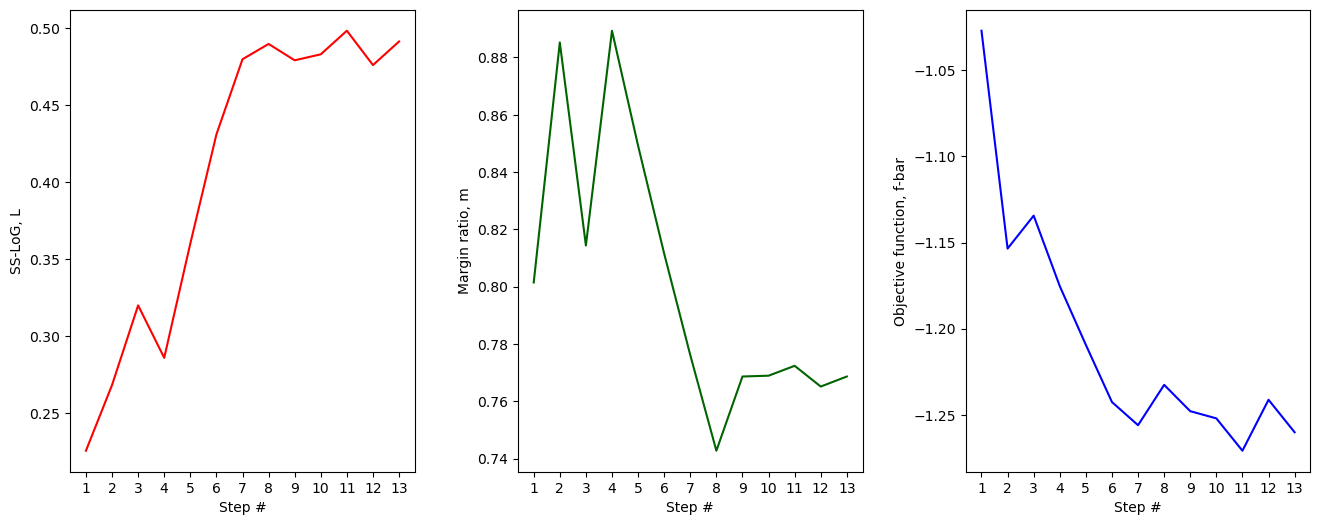 0.50
0.45
0.40
0.35
0.30
0.25
SS-LoG, L
1 2 3 4 5 6 7 8 9 10 11 12 13
Step #
0.88
0.86
0.84
0.82
0.80
0.78
0.76
0.74
Margin ratio, m
1 2 3 4 5 6 7 8 9 10 11 12 13
Step #
−1.05
−1.10
−1.15
−1.20
−1.25
Objective function, f-bar
1 2 3 4 5 6 7 8 9 10 11 12 13
Step #